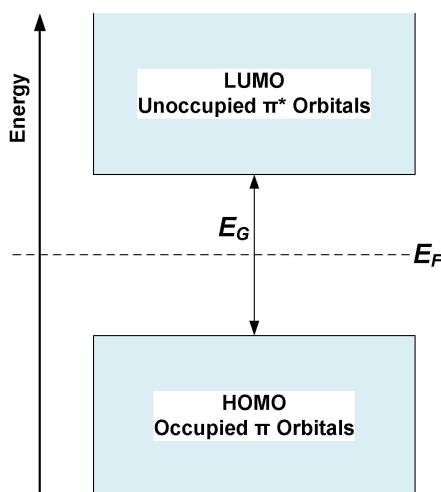 Energy
LUMO
Unoccupied π* Orbitals
E_G
E_F
HOMO
Occupied π Orbitals